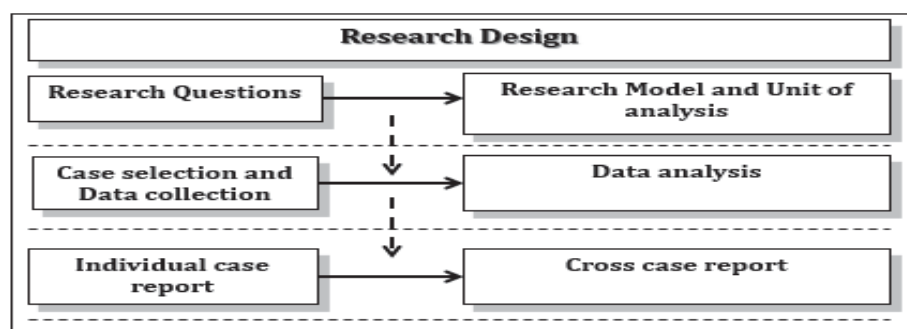 Research Design
Research Questions
Research Model and Unit of
analysis
Case selection and
Data collection
Data analysis
Individual case
report
Cross case report